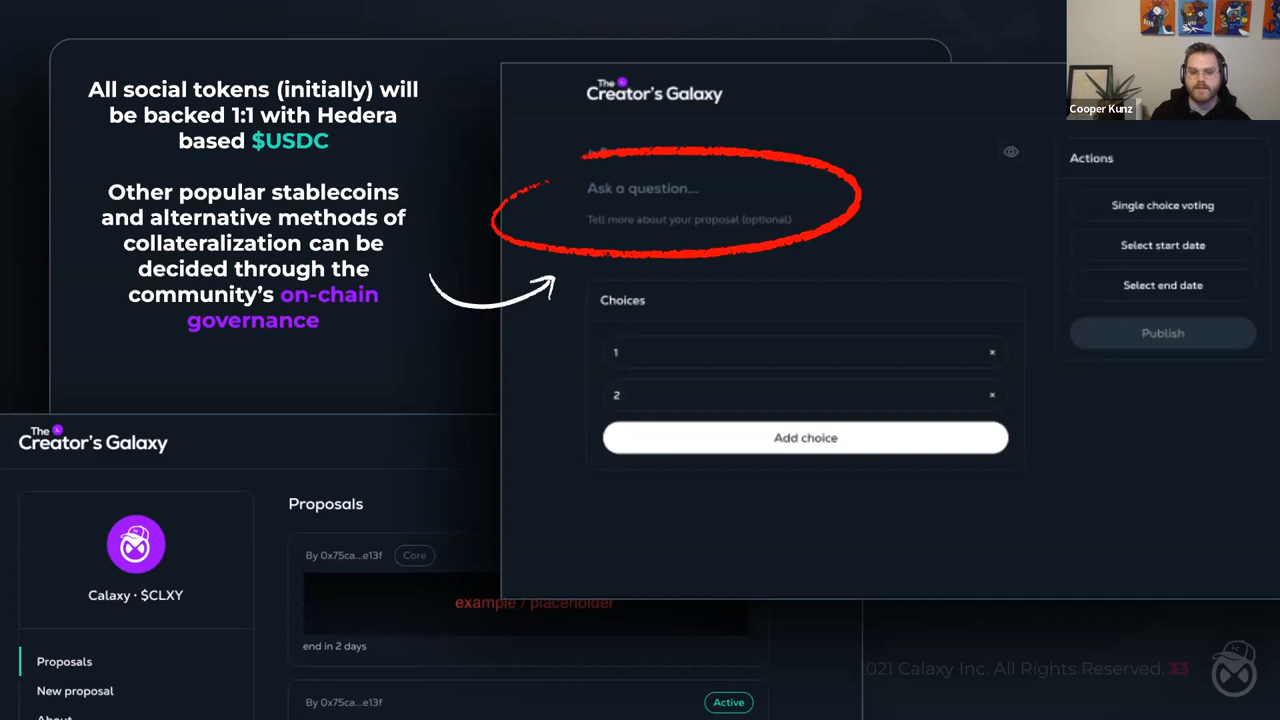 All social tokens (initially) will
be backed 1:1 with Hedera
based $USDC
Other popular stablecoins
and alternative methods of
collateralization can be
decided through the
community's on-chain
governance
The
Creator's Galaxy
Ask a question...
Tell more about your proposal (optional)
Choices
1
×
2
×
Add choice
Actions
Single choice voting
Select start date
Select end date
Publish
Cooper Kunz
The
Creator's Galaxy
Calaxy · $CLXY
Proposals
New proposal
About
Proposals
By 0x75ca...e13f
Core
example / placeholder
end in 2 days
By 0x75ca...e13f
Active
2021 Calaxy Inc. All Rights Reserved. 33